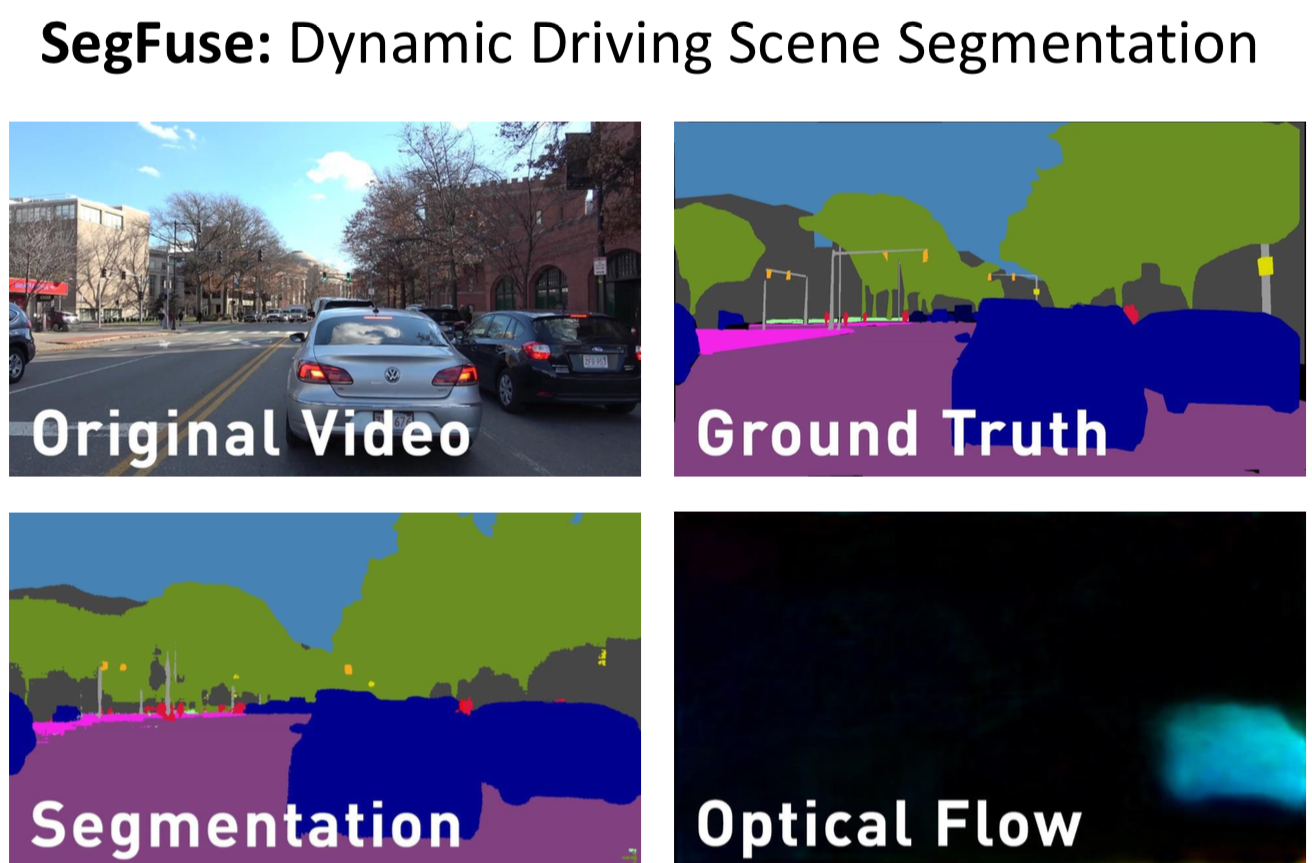 SegFuse: Dynamic Driving Scene Segmentation
Original Video
Ground Truth
Segmentation
Optical Flow